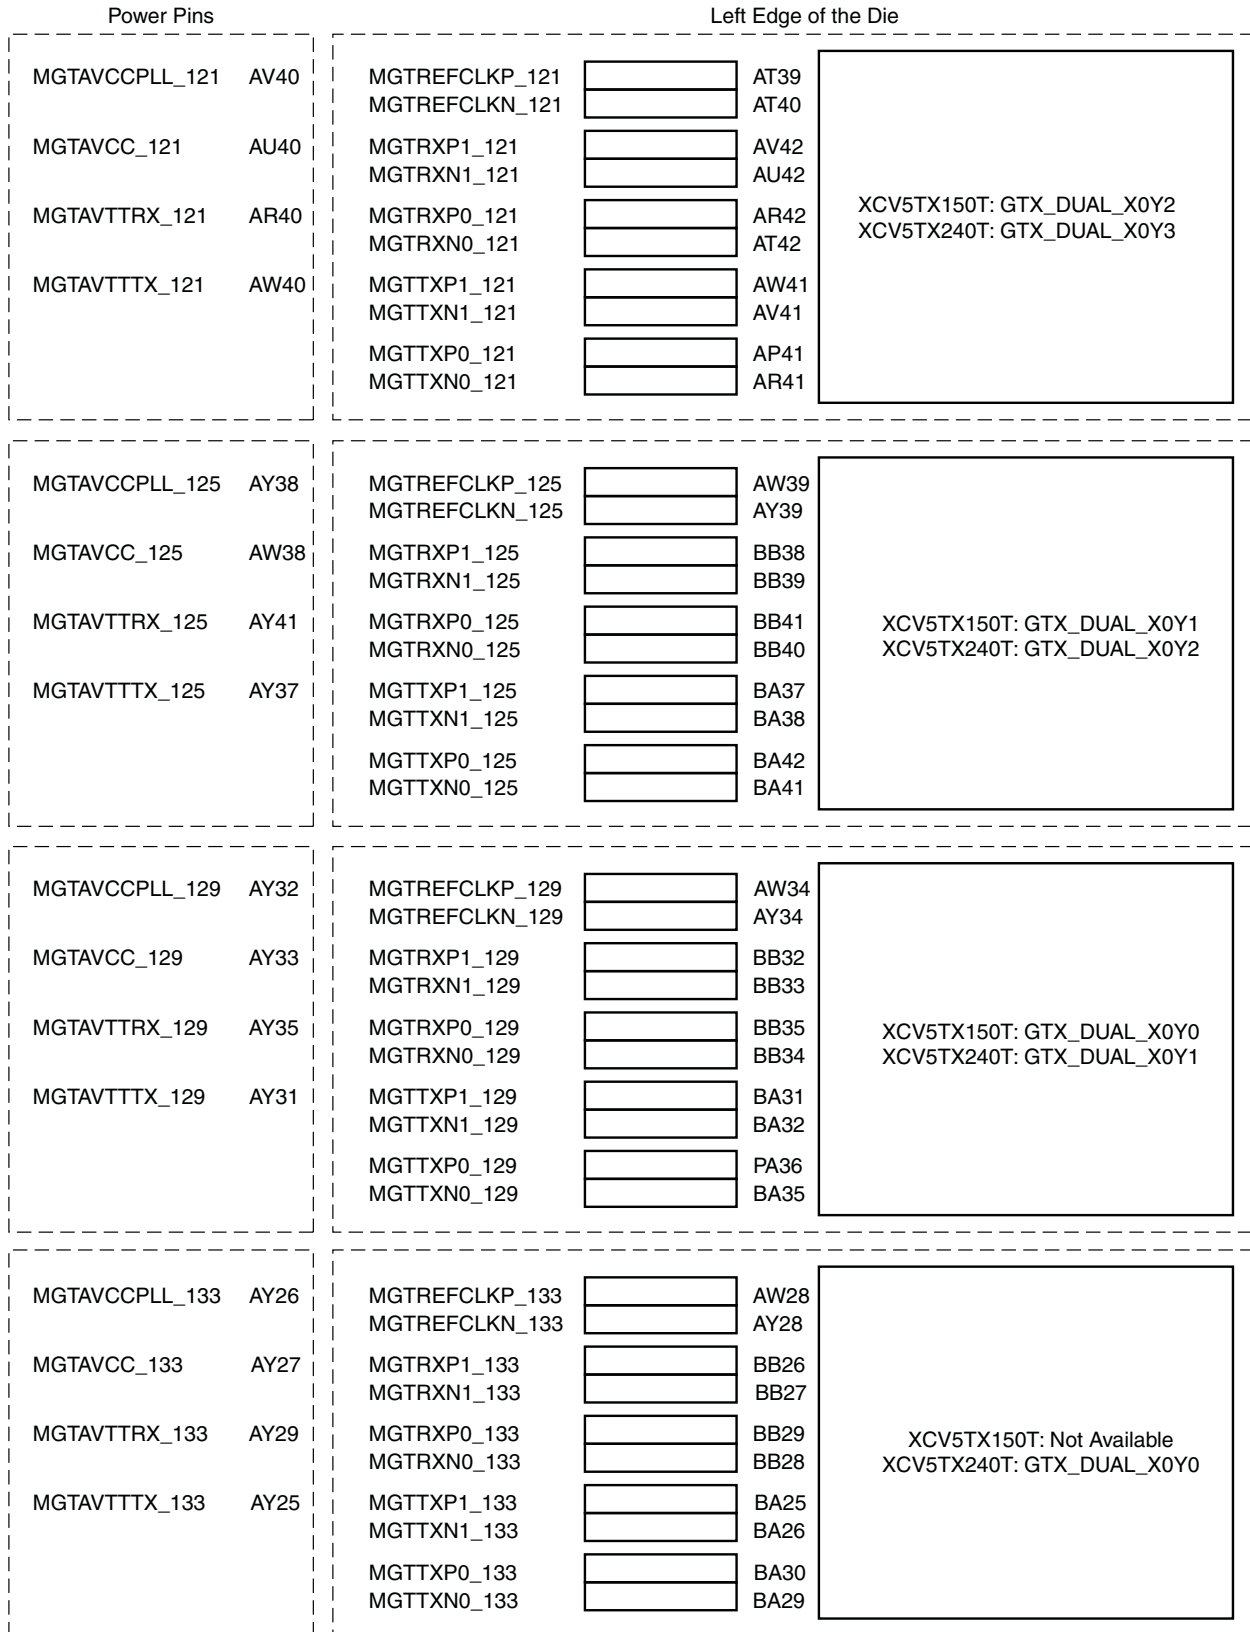 Power Pins
Left Edge of the Die
MGTAVCCPLL_121 AV40
MGTAVCC_121 AU40
MGTAVTTRX_121 AR40
MGTAVTTTX_121 AW40
MGTREFCLKP_121 AT39
MGTREFCLKN_121 AT40
MGTRXP1_121 AV42
MGTRXN1_121 AU42
MGTRXP0_121 AR42
MGTRXN0_121 AT42
MGTTXP1_121 AW41
MGTTXN1_121 AV41
MGTTXP0_121 AP41
MGTTXN0_121 AR41
XCV5TX150T: GTX_DUAL_X0Y2
XCV5TX240T: GTX_DUAL_X0Y3
MGTAVCCPLL_125 AY38
MGTAVCC_125 AW38
MGTAVTTRX_125 AY41
MGTAVTTTX_125 AY37
MGTREFCLKP_125 AW39
MGTREFCLKN_125 AY39
MGTRXP1_125 BB38
MGTRXN1_125 BB39
MGTRXP0_125 BB41
MGTRXN0_125 BB40
MGTTXP1_125 BA37
MGTTXN1_125 BA38
MGTTXP0_125 BA42
MGTTXN0_125 BA41
XCV5TX150T: GTX_DUAL_X0Y1
XCV5TX240T: GTX_DUAL_X0Y2
MGTAVCCPLL_129 AY32
MGTAVCC_129 AY33
MGTAVTTRX_129 AY35
MGTAVTTTX_129 AY31
MGTREFCLKP_129 AW34
MGTREFCLKN_129 AY34
MGTRXP1_129 BB32
MGTRXN1_129 BB33
MGTRXP0_129 BB35
MGTRXN0_129 BB34
MGTTXP1_129 BA31
MGTTXN1_129 BA32
MGTTXP0_129 PA36
MGTTXN0_129 BA35
XCV5TX150T: GTX_DUAL_X0Y0
XCV5TX240T: GTX_DUAL_X0Y1
MGTAVCCPLL_133 AY26
MGTAVCC_133 AY27
MGTAVTTRX_133 AY29
MGTAVTTTX_133 AY25
MGTREFCLKP_133 AW28
MGTREFCLKN_133 AY28
MGTRXP1_133 BB26
MGTRXN1_133 BB27
MGTRXP0_133 BB29
MGTRXN0_133 BB28
MGTTXP1_133 BA25
MGTTXN1_133 BA26
MGTTXP0_133 BA30
MGTTXN0_133 BA29
XCV5TX150T: Not Available
XCV5TX240T: GTX_DUAL_X0Y0